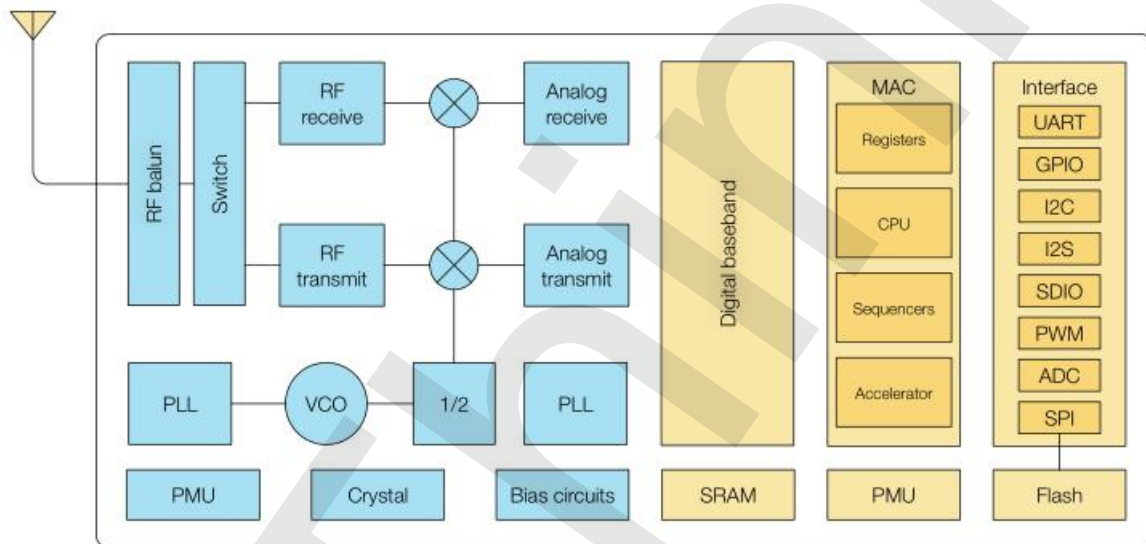 RF balun
Switch
RF
receive
Analog
receive
RF
transmit
Analog
transmit
PLL
VCO
1/2
PLL
PMU
Crystal
Bias circuits
Digital baseband
SRAM
MAC
Registers
CPU
Sequencers
Accelerator
PMU
Interface
UART
GPIO
I2C
I2S
SDIO
PWM
ADC
SPI
Flash